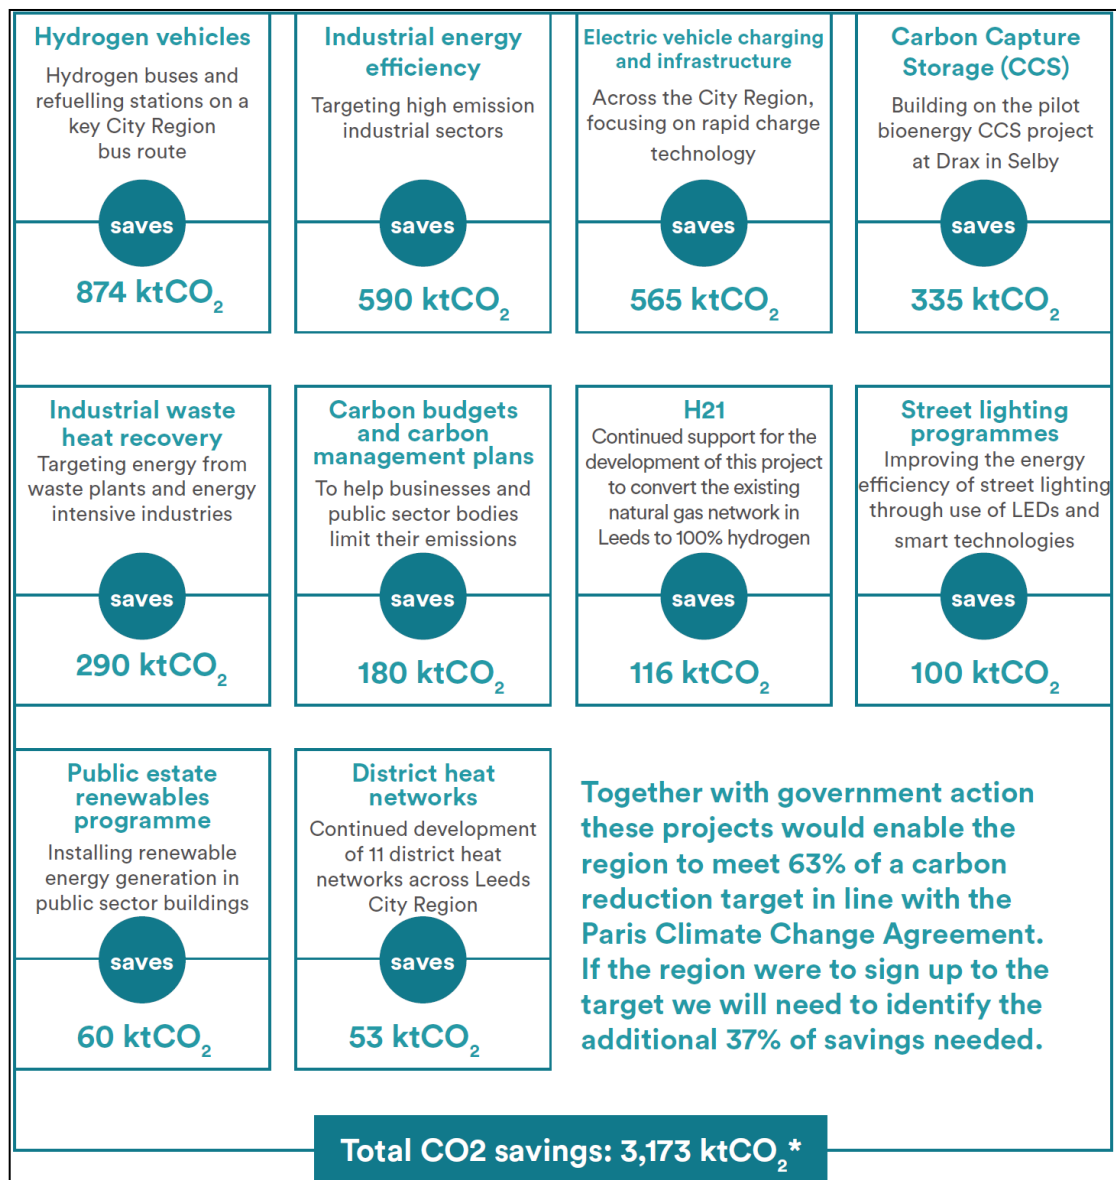 Hydrogen vehicles
Hydrogen buses and
refuelling stations on a
key City Region
bus route
saves
874 ktCO₂
Industrial energy
efficiency
Targeting high emission
industrial sectors
saves
590 ktCO₂
Electric vehicle charging
and infrastructure
Across the City Region,
focusing on rapid charge
technology
saves
565 ktCO₂
Carbon Capture
Storage (CCS)
Building on the pilot
bioenergy CCS project
at Drax in Selby
saves
335 ktCO₂
Industrial waste
heat recovery
Targeting energy from
waste plants and energy
intensive industries
saves
290 ktCO₂
Carbon budgets
and carbon
management plans
To help businesses and
public sector bodies
limit their emissions
saves
180 ktCO₂
H21
Continued support for the
development of this project
to convert the existing
natural gas network in
Leeds to 100% hydrogen
saves
116 ktCO₂
Street lighting
programmes
Improving the energy
efficiency of street lighting
through use of LEDs and
smart technologies
saves
100 ktCO₂
Public estate
renewables
programme
Installing renewable
energy generation in
public sector buildings
saves
60 ktCO₂
District heat
networks
Continued development
of 11 district heat
networks across Leeds
City Region
saves
53 ktCO₂
Together with government action
these projects would enable the
region to meet 63% of a carbon
reduction target in line with the
Paris Climate Change Agreement.
If the region were to sign up to the
target we will need to identify the
additional 37% of savings needed.
Total CO2 savings: 3,173 ktCO₂*